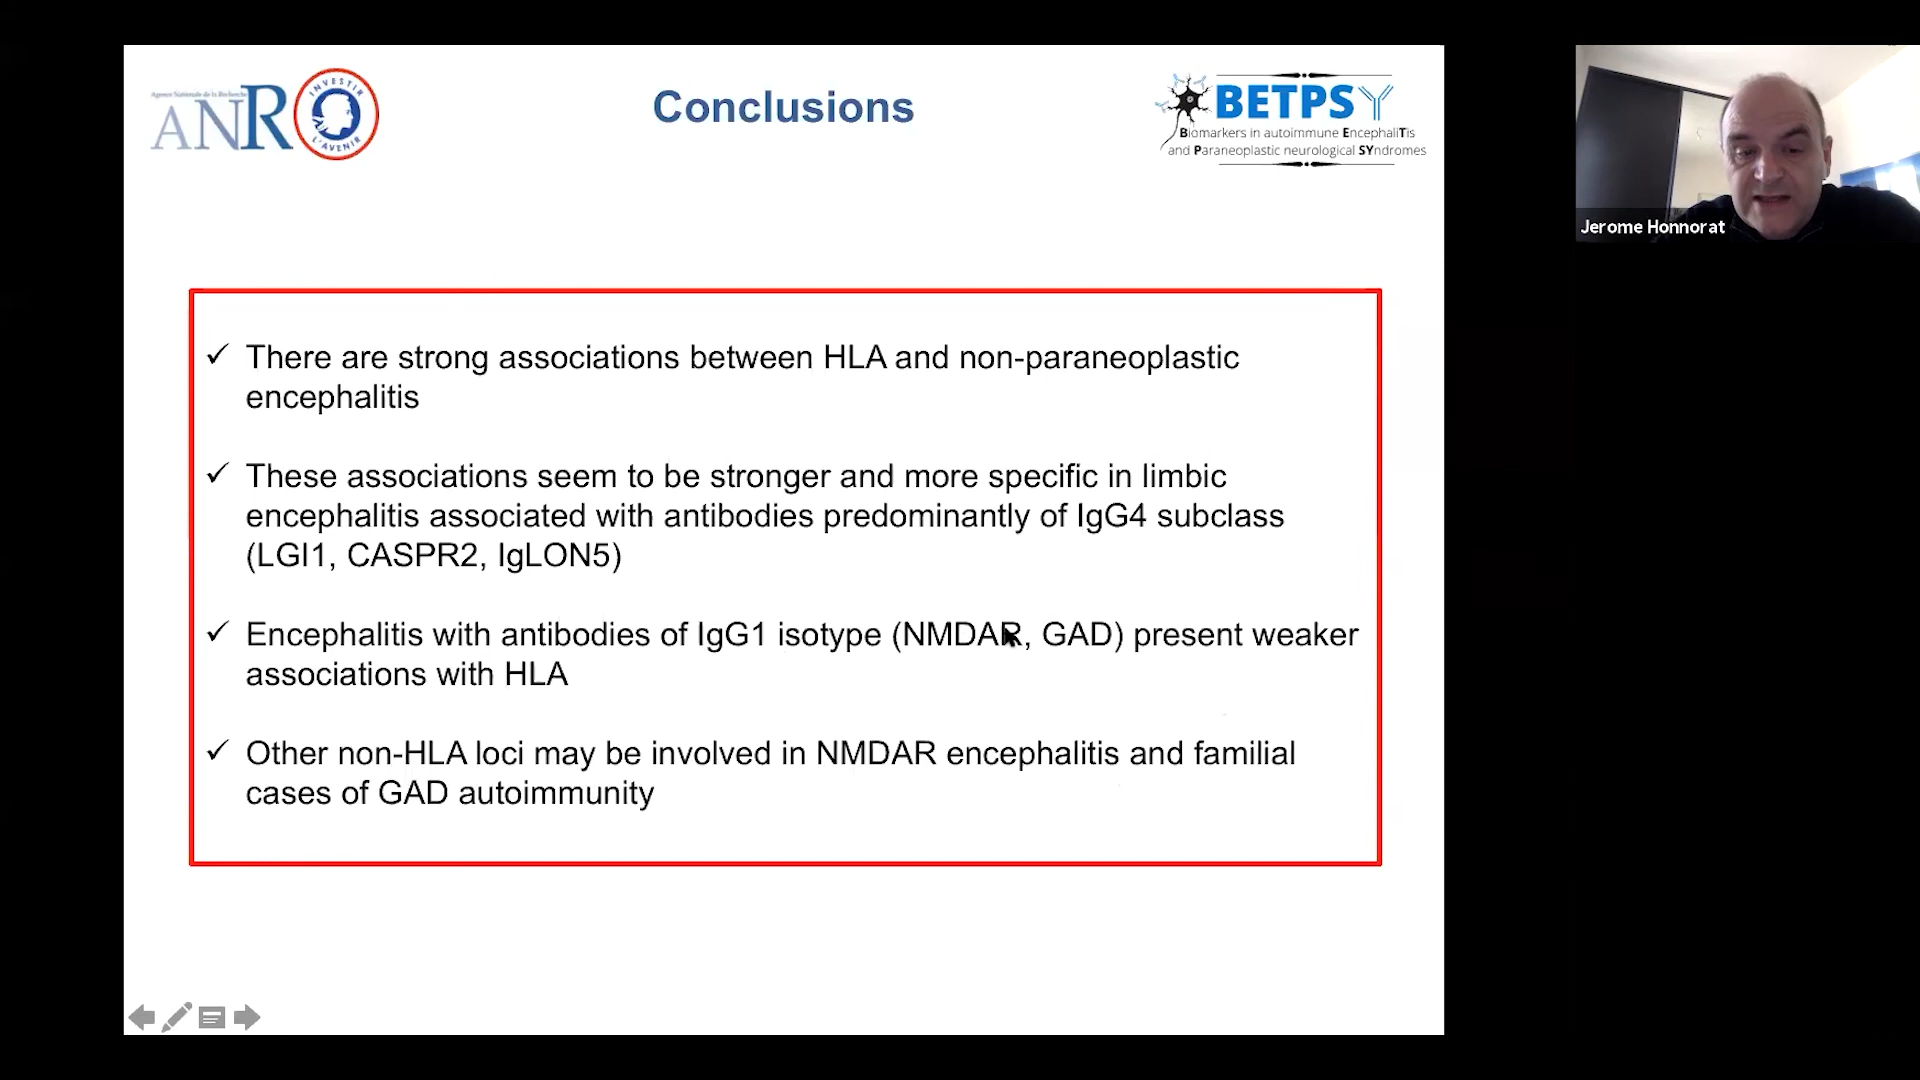 Agence Nationale de la Recherche
ANR
INVESTIR
L'AVENIR
Conclusions
BETPSY
Biomarkers in autoimmune EncephaliTis
and Paraneoplastic neurological SYndromes
Jerome Honnorat
✓ There are strong associations between HLA and non-paraneoplastic
encephalitis
✓ These associations seem to be stronger and more specific in limbic
encephalitis associated with antibodies predominantly of IgG4 subclass
(LGI1, CASPR2, IgLON5)
✓ Encephalitis with antibodies of IgG1 isotype (NMDAR, GAD) present weaker
associations with HLA
✓ Other non-HLA loci may be involved in NMDAR encephalitis and familial
cases of GAD autoimmunity